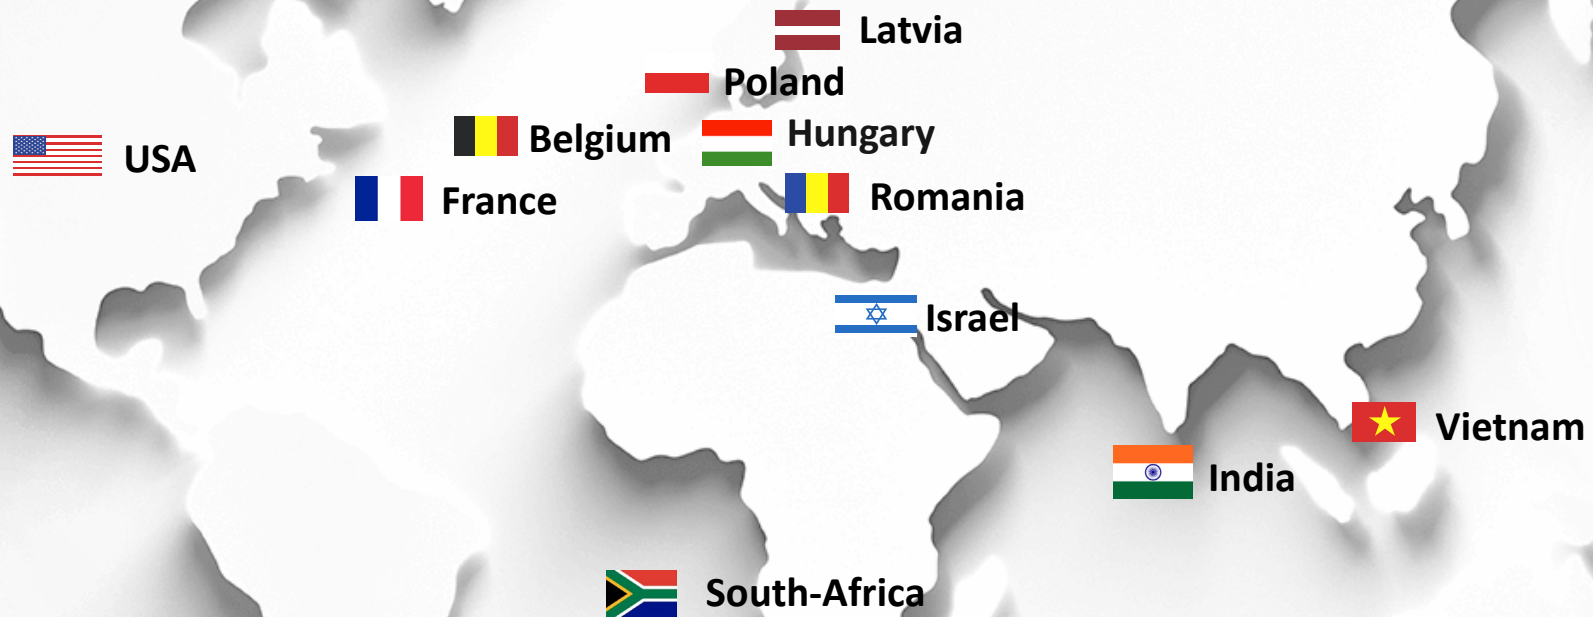 Latvia
Poland
Belgium
Hungary
USA
France
Romania
Israel
Vietnam
India
South-Africa